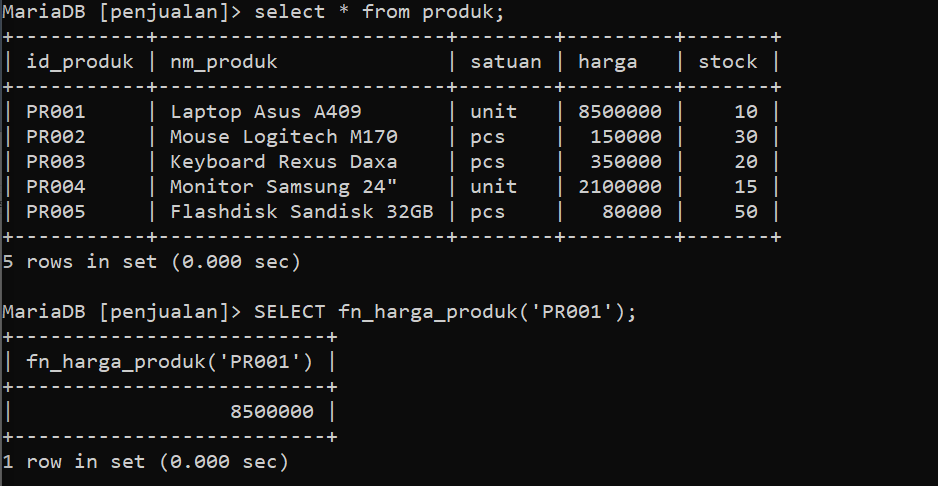 MariaDB [penjualan]> select * from produk;
+-----------+------------------------+--------+---------+-------+
| id_produk | nm_produk              | satuan | harga   | stock |
+-----------+------------------------+--------+---------+-------+
| PR001     | Laptop Asus A409       | unit   | 8500000 |    10 |
| PR002     | Mouse Logitech M170    | pcs    |  150000 |    30 |
| PR003     | Keyboard Rexus Daxa    | pcs    |  350000 |    20 |
| PR004     | Monitor Samsung 24"    | unit   | 2100000 |    15 |
| PR005     | Flashdisk Sandisk 32GB | pcs    |   80000 |    50 |
+-----------+------------------------+--------+---------+-------+
5 rows in set (0.000 sec)

MariaDB [penjualan]> SELECT fn_harga_produk('PR001');
+--------------------------+
| fn_harga_produk('PR001') |
+--------------------------+
|                  8500000 |
+--------------------------+
1 row in set (0.000 sec)